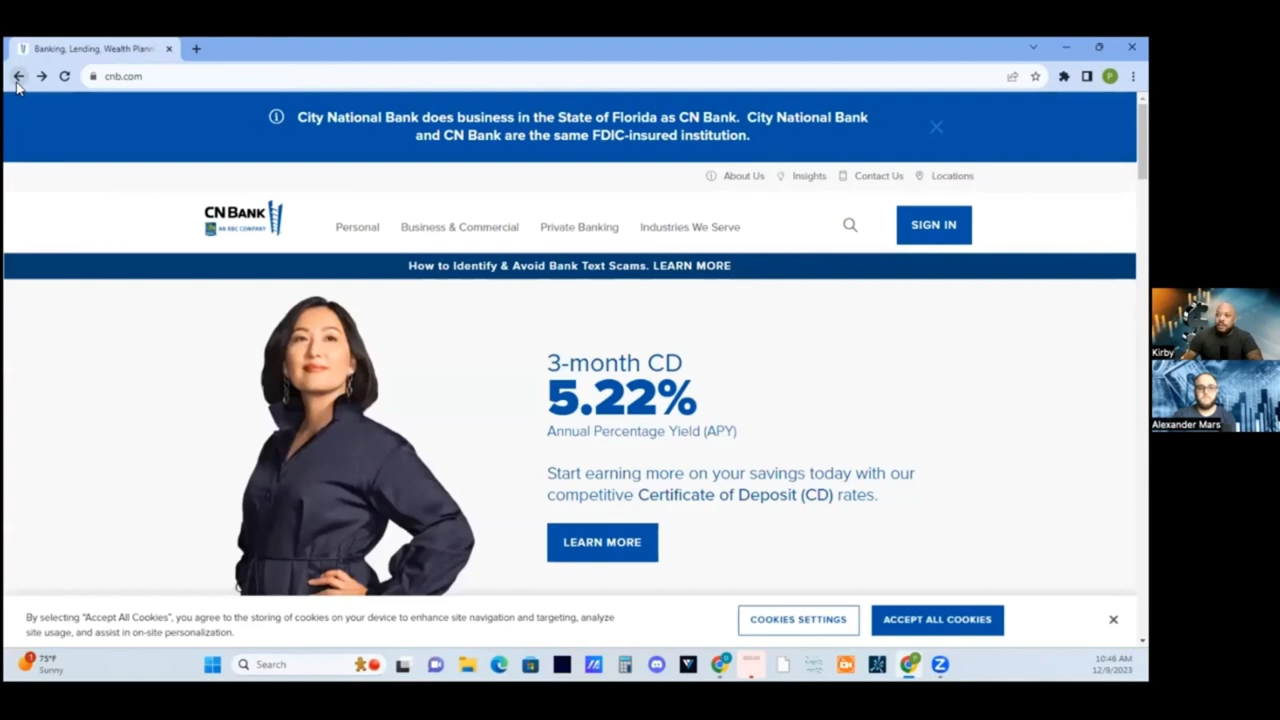 Banking, Lending, Wealth Plann
cnb.com
P
City National Bank does business in the State of Florida as CN Bank. City National Bank
and CN Bank are the same FDIC-insured institution.
About Us Insights Contact Us Locations
CN BANK
AN RBC COMPANY
Personal Business & Commercial Private Banking Industries We Serve
SIGN IN
How to Identify & Avoid Bank Text Scams. LEARN MORE
3-month CD
5.22%
Annual Percentage Yield (APY)
Start earning more on your savings today with our
competitive Certificate of Deposit (CD) rates.
LEARN MORE
Kirby
Alexander Mars
By selecting "Accept All Cookies", you agree to the storing of cookies on your device to enhance site navigation and targeting, analyze
site usage, and assist in on-site personalization.
COOKIES SETTINGS
ACCEPT ALL COOKIES
1
75°F
Sunny
Search
10:46 AM
12/9/2023